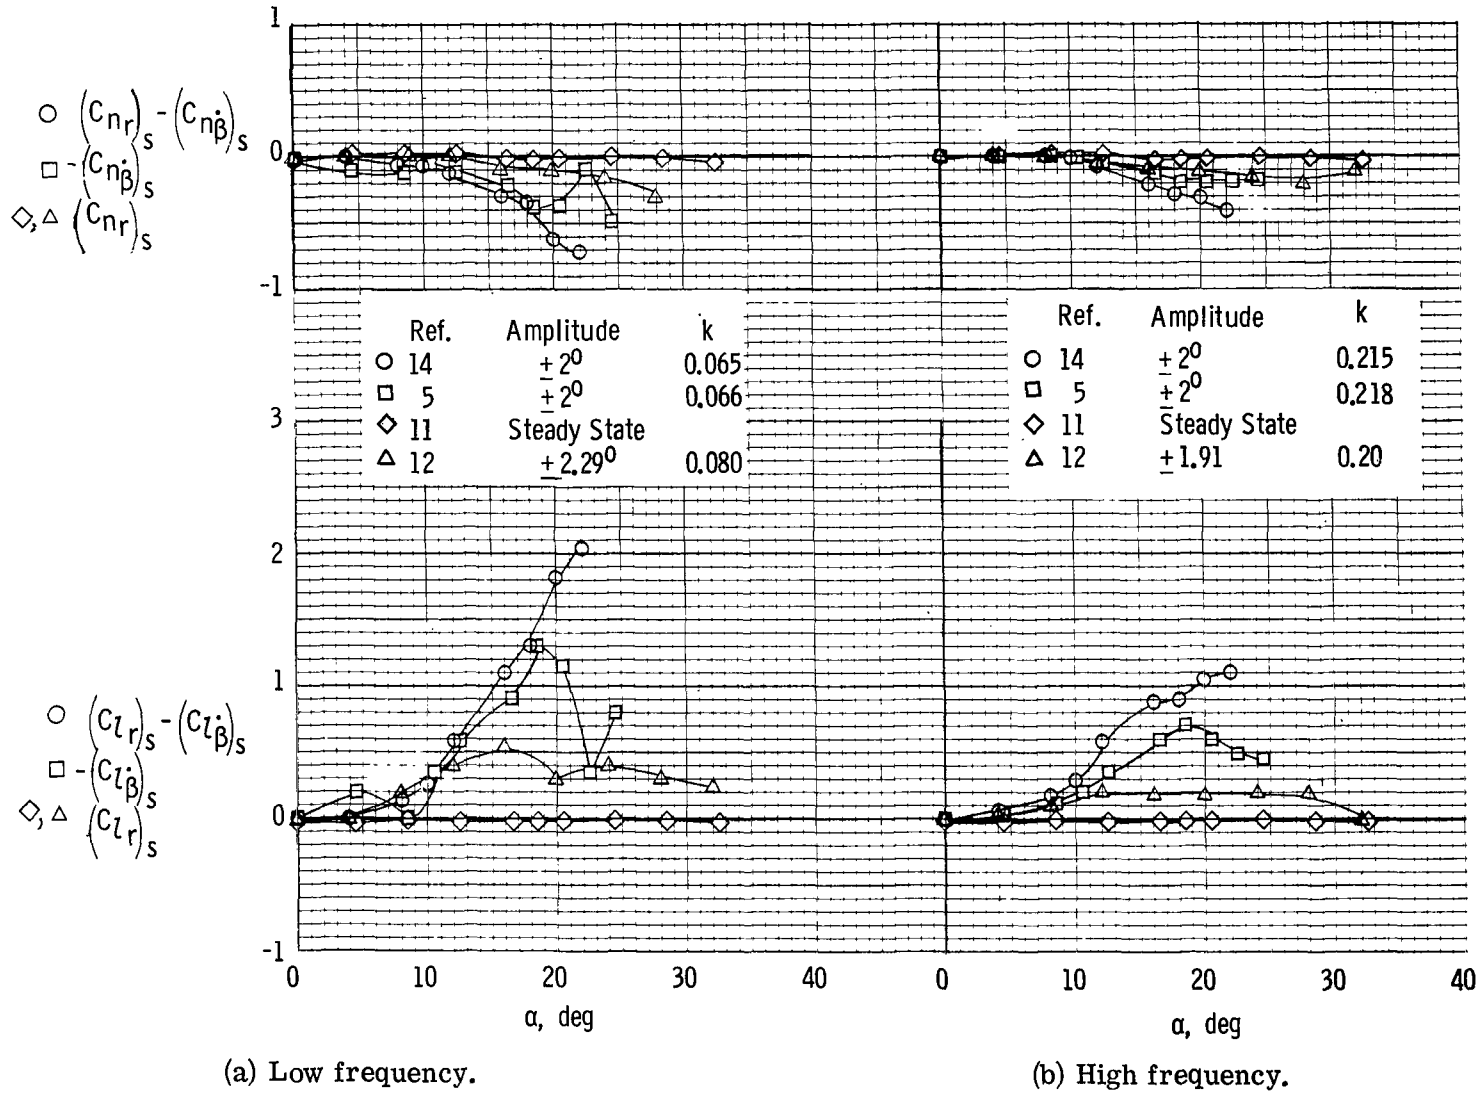 1
0
-1
○ (Cnr)s - (Cnβ̇)s
□ -(Cnβ̇)s
◇,△ (Cnr)s
Ref. Amplitude k
○ 14 ±2⁰ 0.065
□ 5 ±2⁰ 0.066
◇ 11 Steady State
△ 12 ±2.29⁰ 0.080
Ref. Amplitude k
○ 14 ±2⁰ 0.215
□ 5 ±2⁰ 0.218
◇ 11 Steady State
△ 12 ±1.91 0.20
3
2
1
0
-1
○ (Clr)s - (Clβ̇)s
□ -(Clβ̇)s
◇,△ (Clr)s
0 10 20 30 40
α, deg
0 10 20 30 40
α, deg
(a) Low frequency.
(b) High frequency.